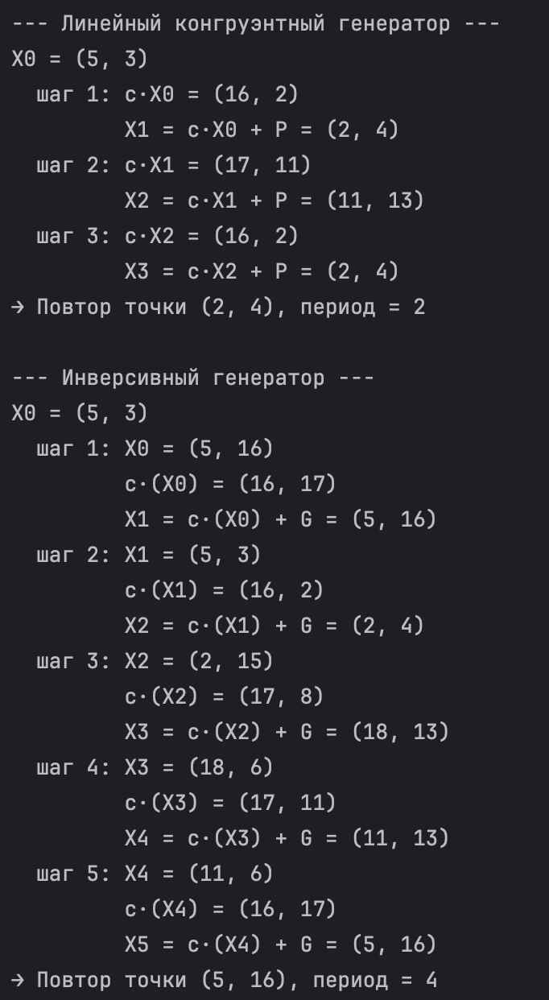 --- Линейный конгруэнтный генератор ---
X0 = (5, 3)
шаг 1: c·X0 = (16, 2)
X1 = c·X0 + P = (2, 4)
шаг 2: c·X1 = (17, 11)
X2 = c·X1 + P = (11, 13)
шаг 3: c·X2 = (16, 2)
X3 = c·X2 + P = (2, 4)
→ Повтор точки (2, 4), период = 2
--- Инверсивный генератор ---
X0 = (5, 3)
шаг 1: X0 = (5, 16)
c·(X0) = (16, 17)
X1 = c·(X0) + G = (5, 16)
шаг 2: X1 = (5, 3)
c·(X1) = (16, 2)
X2 = c·(X1) + G = (2, 4)
шаг 3: X2 = (2, 15)
c·(X2) = (17, 8)
X3 = c·(X2) + G = (18, 13)
шаг 4: X3 = (18, 6)
c·(X3) = (17, 11)
X4 = c·(X3) + G = (11, 13)
шаг 5: X4 = (11, 6)
c·(X4) = (16, 17)
X5 = c·(X4) + G = (5, 16)
→ Повтор точки (5, 16), период = 4